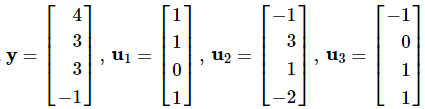 y = [4 3 3 −1], u₁ = [1 1 0 1], u₂ = [−1 3 1 −2], u₃ = [−1 0 1 1]